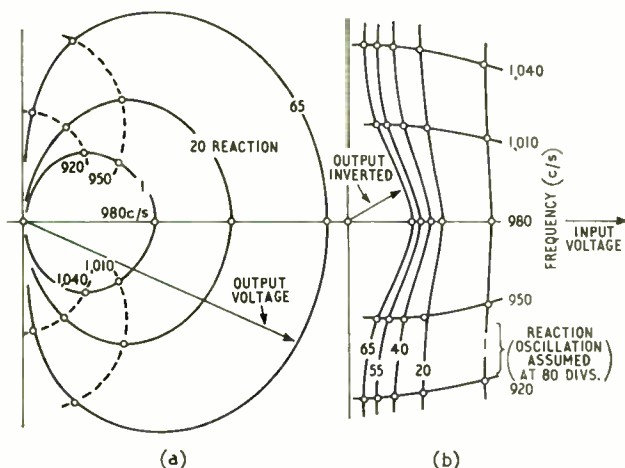 65
20 REACTION
920
950
1
980c/s
1,040
1,010
OUTPUT
VOLTAGE
(a)
OUTPUT
INVERTED
1,040
1,010
980
950
920
FREQUENCY (c/s)
INPUT
VOLTAGE
65
55
40
20
REACTION
OSCILLATION
ASSUMED
AT 80 DIVS.
(b)